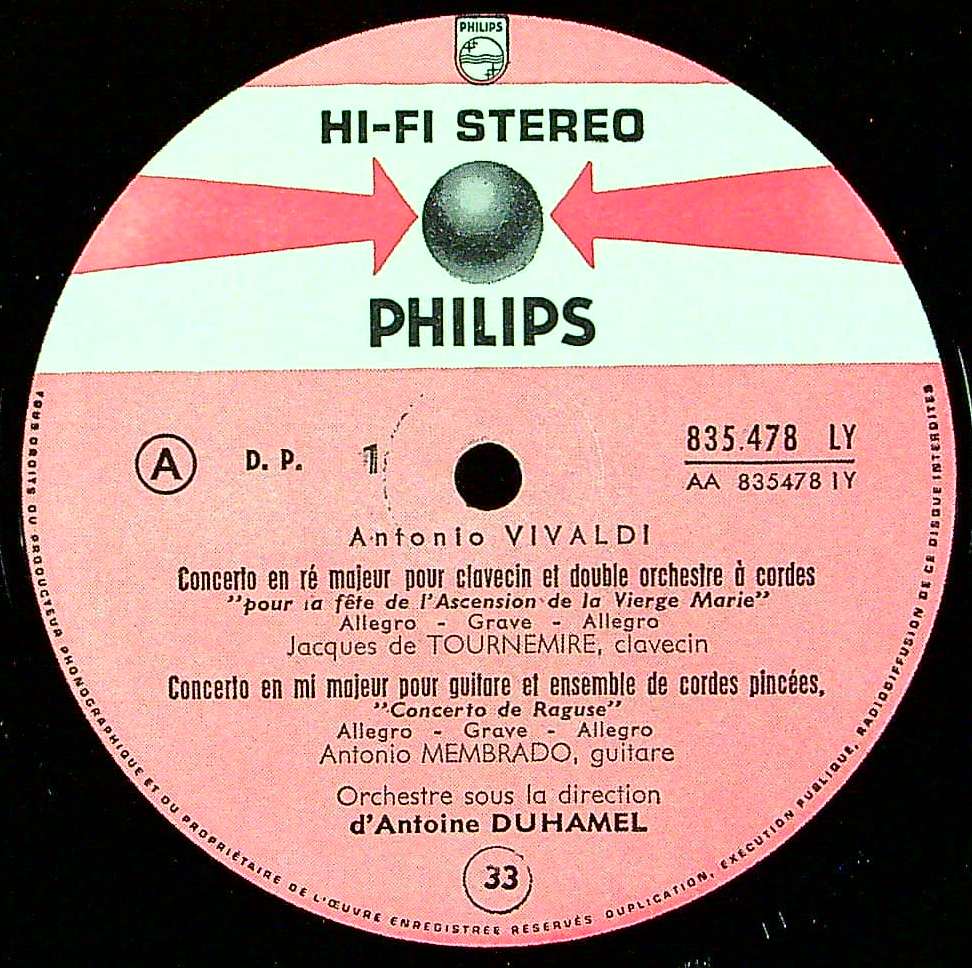 PHILIPS
HI-FI STEREO
PHILIPS
A
D. P. 1
835.478 LY
AA 835478 1Y
Antonio VIVALDI
Concerto en ré majeur pour clavecin et double orchestre à cordes
"pour la fête de l'Ascension de la Vierge Marie"
Allegro - Grave - Allegro
Jacques de TOURNEMIRE, clavecin
Concerto en mi majeur pour guitare et ensemble de cordes pincées,
"Concerto de Raguse"
Allegro - Grave - Allegro
Antonio MEMBRADO, guitare
Orchestre sous la direction
d'Antoine DUHAMEL
33
TOUS DROITS DU PRODUCTEUR PHONOGRAPHIQUE ET DU PROPRIÉTAIRE DE L'ŒUVRE ENREGISTRÉE RÉSERVÉS DUPLICATION, EXÉCUTION PUBLIQUE, RADIODIFFUSION DE CE DISQUE INTERDITES